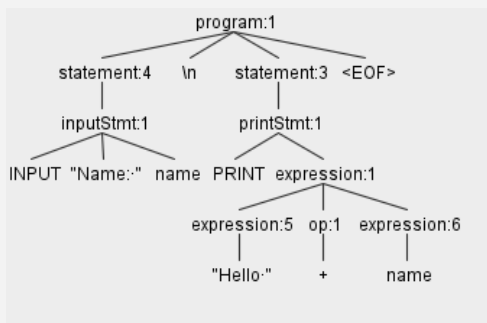 program:1
statement:4 \n statement:3 <EOF>
inputStmt:1 printStmt:1
INPUT "Name:·" name PRINT expression:1
expression:5 op:1 expression:6
"Hello·" + name